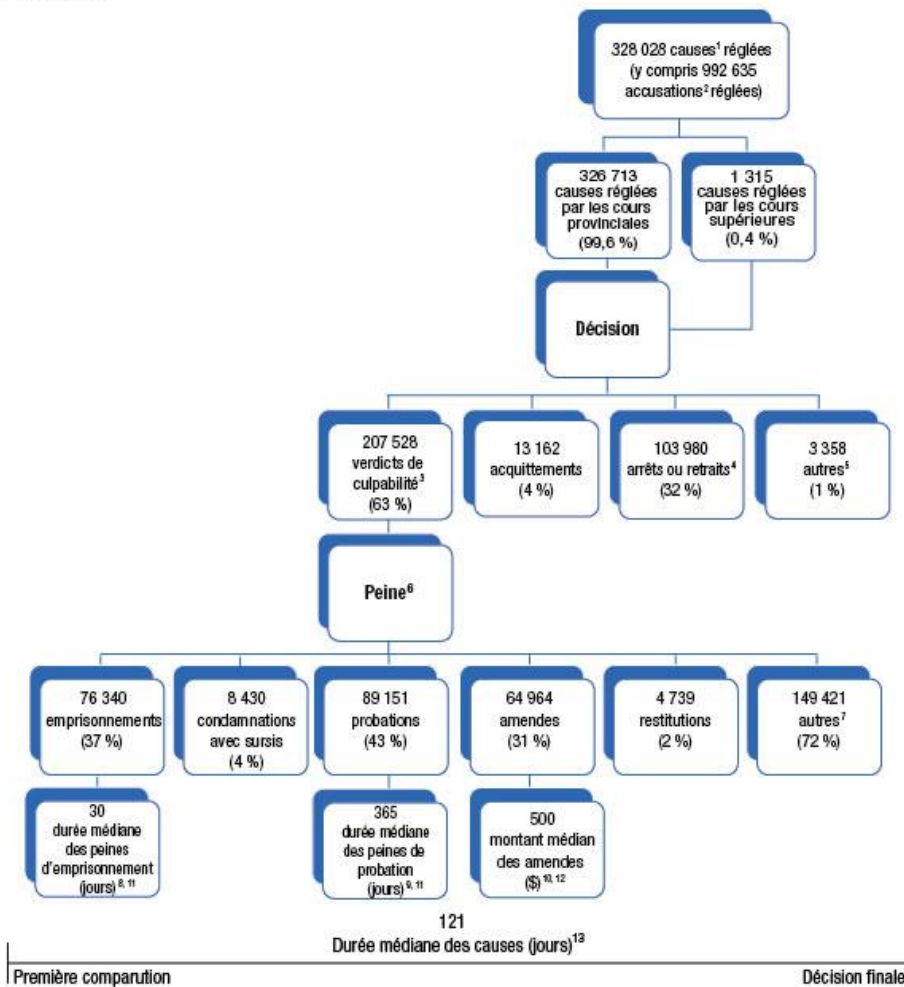 328 028 causes¹ réglées
(y compris 992 635
accusations² réglées)
326 713
causes réglées
par les cours
provinciales
(99,6 %)
1 315
causes réglées
par les cours
supérieures
(0,4 %)
Décision
207 528
verdicts de
culpabilité³
(63 %)
13 162
acquittements
(4 %)
103 980
arrêts ou retraits⁴
(32 %)
3 358
autres⁵
(1 %)
Peine⁶
76 340
emprisonnements
(37 %)
8 430
condamnations
avec sursis
(4 %)
89 151
probations
(43 %)
64 964
amendes
(31 %)
4 739
restitutions
(2 %)
149 421
autres⁷
(72 %)
30
durée médiane
des peines
d'emprisonnement
(jours)⁸, ¹¹
365
durée médiane
des peines de
probation
(jours)⁹, ¹¹
500
montant médian
des amendes
($)¹⁰, ¹²
121
Durée médiane des causes (jours)¹³
Première comparution
Décision finale